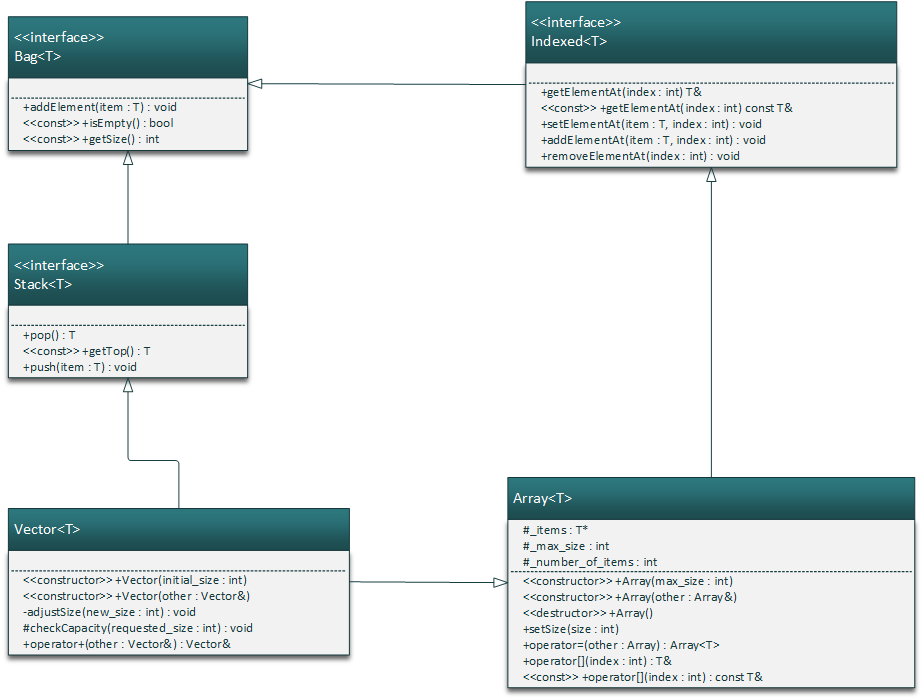 <<interface>>
Bag<T>
+addElement(item : T) : void
<<const>> +isEmpty() : bool
<<const>> +getSize() : int
<<interface>>
Indexed<T>
+getElementAt(index : int) T&
<<const>> +getElementAt(index : int) const T&
+setElementAt(item : T, index : int) : void
+addElementAt(item : T, index : int) : void
+removeElementAt(index : int) : void
<<interface>>
Stack<T>
+pop() : T
<<const>> +getTop() : T
+push(item : T) : void
Vector<T>
<<constructor>> +Vector(initial_size : int)
<<constructor>> +Vector(other : Vector&)
-adjustSize(new_size : int) : void
#checkCapacity(requested_size : int) : void
+operator+(other : Vector&) : Vector&
Array<T>
#_items : T*
#_max_size : int
#_number_of_items : int
<<constructor>> +Array(max_size : int)
<<constructor>> +Array(other : Array&)
<<destructor>> +Array()
+setSize(size : int)
+operator=(other : Array) : Array<T>
+operator[](index : int) : T&
<<const>> +operator[](index : int) : const T&